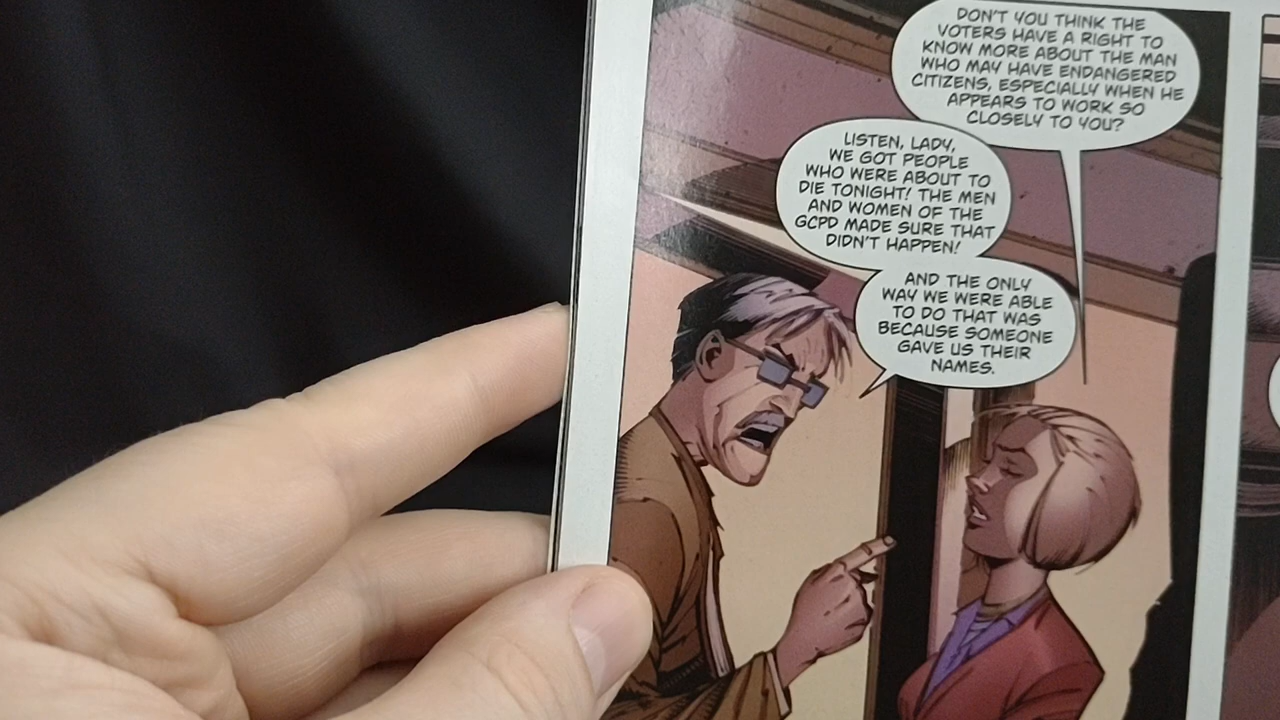 DON'T YOU THINK THE
VOTERS HAVE A RIGHT TO
KNOW MORE ABOUT THE MAN
WHO MAY HAVE ENDANGERED
CITIZENS, ESPECIALLY WHEN HE
APPEARS TO WORK SO
CLOSELY TO YOU?
LISTEN, LADY,
WE GOT PEOPLE
WHO WERE ABOUT TO
DIE TONIGHT! THE MEN
AND WOMEN OF THE
GCPD MADE SURE THAT
DIDN'T HAPPEN!
AND THE ONLY
WAY WE WERE ABLE
TO DO THAT WAS
BECAUSE SOMEONE
GAVE US THEIR
NAMES.